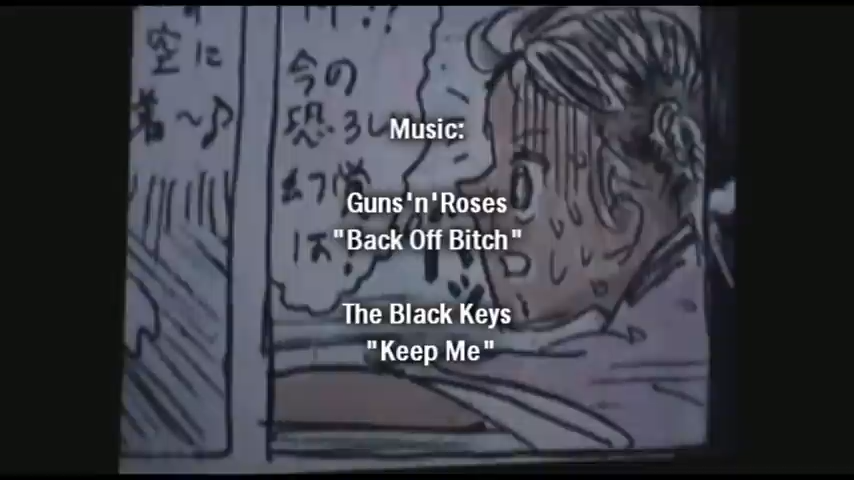 Music:
Guns'n'Roses
"Back Off Bitch"
The Black Keys
"Keep Me"
今の
恐ろし
幻覚
は!
空に